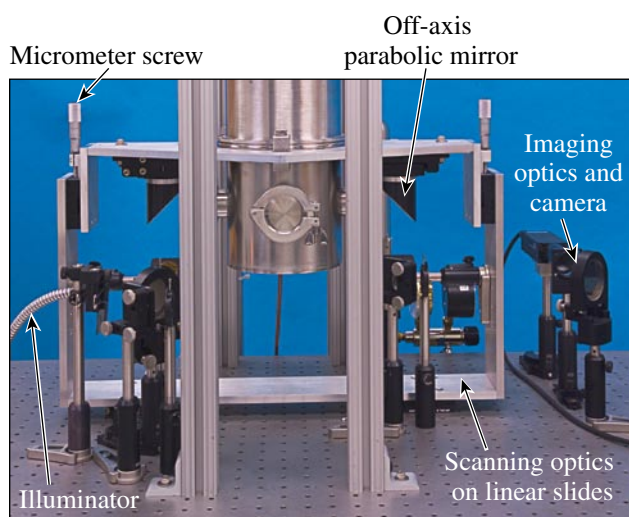 Off-axis
parabolic mirror
Micrometer screw
Imaging
optics and
camera
Scanning optics
on linear slides
Illuminator